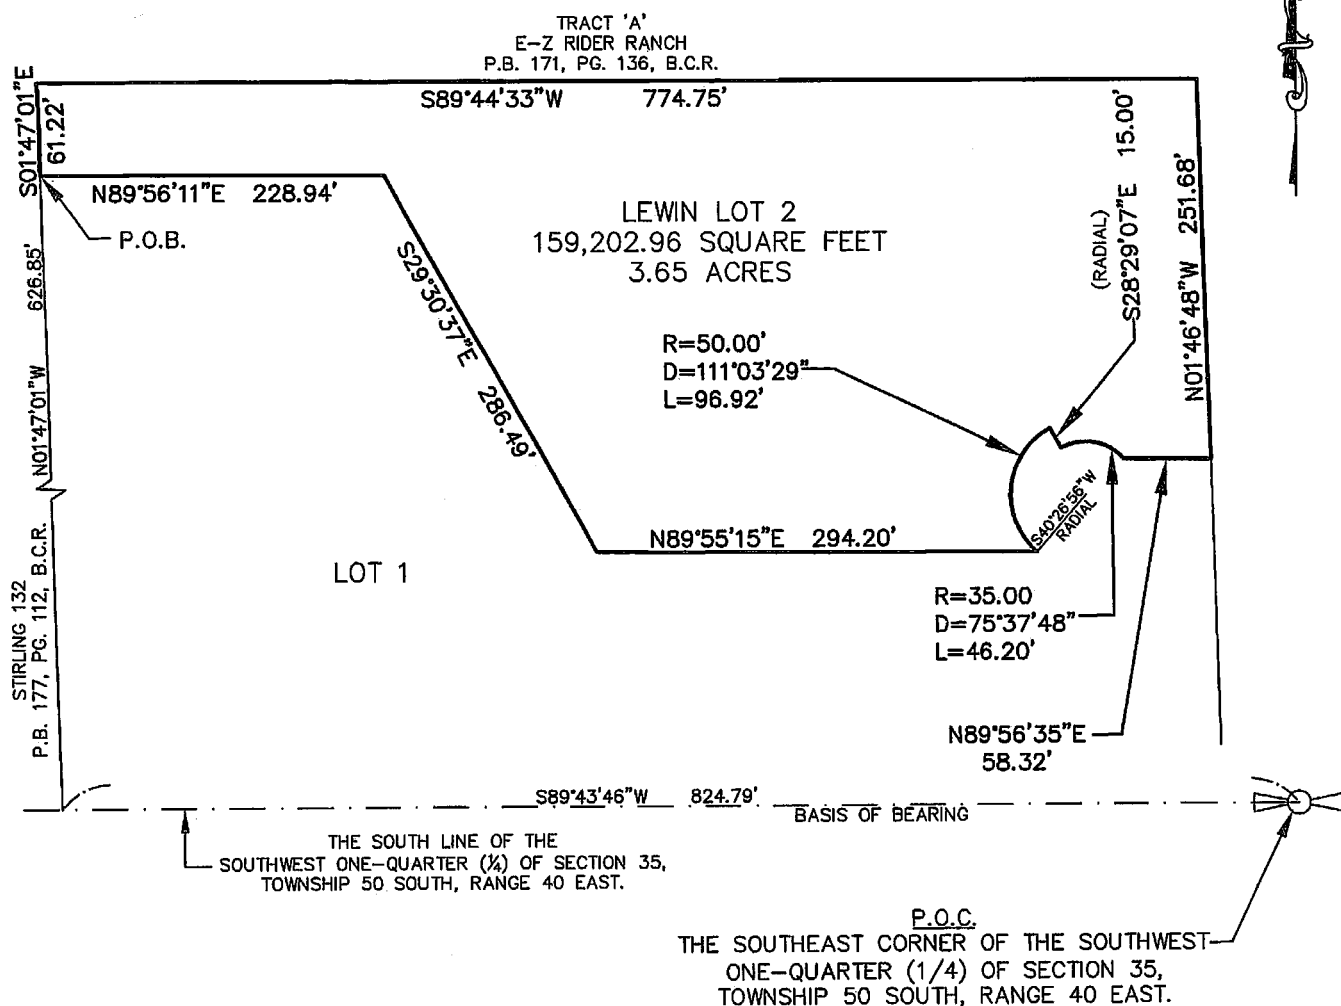 TRACT 'A'
E-Z RIDER RANCH
P.B. 171, PG. 136, B.C.R.
S89°44'33"W 774.75'
S01°47'01"E
61.22'
N89°56'11"E 228.94'
P.O.B.
LEWIN LOT 2
159,202.96 SQUARE FEET
3.65 ACRES
(RADIAL)
S28°29'07"E 15.00'
N01°46'48"W 251.68'
N01°47'01"W 626.85'
S29°30'37"E 286.49'
R=50.00'
D=111°03'29"
L=96.92'
S40°26'56"W
RADIAL
N89°55'15"E 294.20'
LOT 1
R=35.00
D=75°37'48"
L=46.20'
STIRLING 132
P.B. 177, PG. 112, B.C.R.
N89°56'35"E
58.32'
S89°43'46"W 824.79'
BASIS OF BEARING
THE SOUTH LINE OF THE
SOUTHWEST ONE-QUARTER (¼) OF SECTION 35,
TOWNSHIP 50 SOUTH, RANGE 40 EAST.
P.O.C.
THE SOUTHEAST CORNER OF THE SOUTHWEST
ONE-QUARTER (1/4) OF SECTION 35,
TOWNSHIP 50 SOUTH, RANGE 40 EAST.